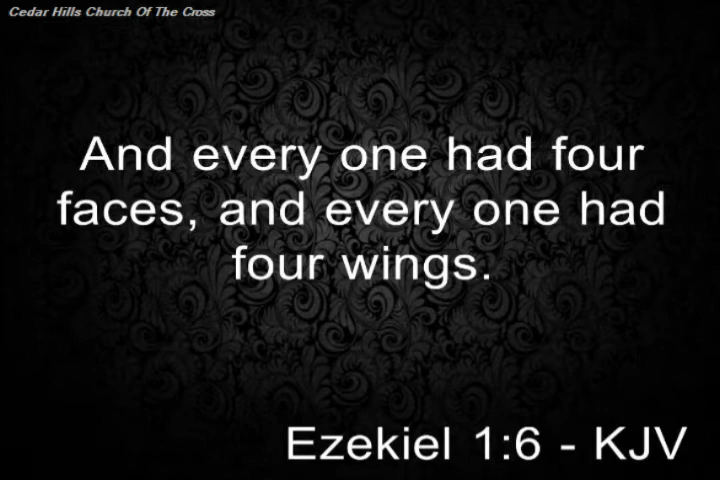 Cedar Hills Church Of The Cross
And every one had four
faces, and every one had
four wings.
Ezekiel 1:6 - KJV